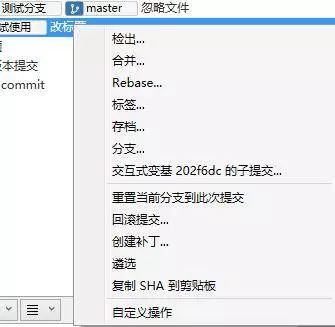 测试分支 master 忽略文件
试使用 改标题
检出...
合并...
本提交
commit
Rebase...
标签...
存档...
分支...
交互式变基 202f6dc 的子提交...
重置当前分支到此次提交
回滚提交...
创建补丁...
遴选
复制 SHA 到剪贴板
自定义操作